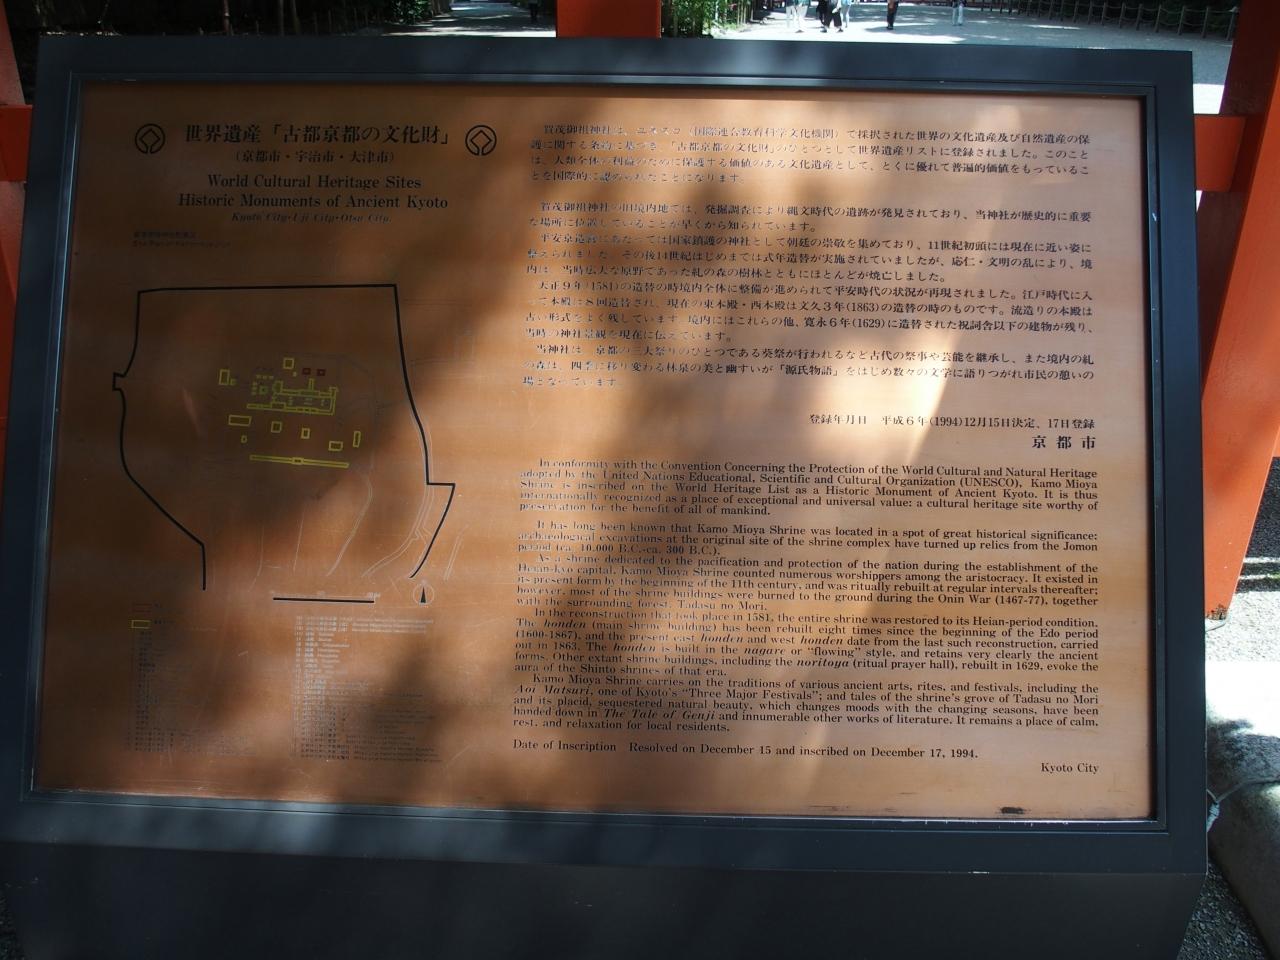 世界遺産「古都京都の文化財」
（京都市・宇治市・大津市）
World Cultural Heritage Sites
Historic Monuments of Ancient Kyoto
Kyoto City・Uji City・Otsu City
賀茂御祖神社は、ユネスコ（国際連合教育科学文化機関）で採択された世界の文化遺産及び自然遺産の保
護に関する条約に基づき、「古都京都の文化財」のひとつとして世界遺産リストに登録されました。このこと
は、人類全体の利益のために保護する価値のある文化遺産として、とくに優れて普遍的価値をもっているこ
とを国際的に認められたことになります。
賀茂御祖神社の旧境内地では、発掘調査により縄文時代の遺跡が発見されており、当神社が歴史的に重要
な場所に位置していることが早くから知られています。
平安京造営にあたっては国家鎮護の神社として朝廷の崇敬を集めており、11世紀初頭には現在に近い姿に
整えられました。その後14世紀はじめまでは式年造替が実施されていましたが、応仁・文明の乱により、境
内は、当時広大な原野であった糺の森の樹林とともにほとんどが焼亡しました。
天正９年（1581）の造替の時境内全体に整備が進められて平安時代の状況が再現されました。江戸時代に入
って本殿は８回造替され、現在の東本殿・西本殿は文久３年（1863）の造替の時のものです。流造りの本殿は
古い形式をよく残しています。境内にはこれらの他、寛永６年（1629）に造替された祝詞舎以下の建物が残り、
当時の神社景観を現在に伝えています。
当神社は、京都の三大祭りのひとつである葵祭が行われるなど古代の祭事や芸能を継承し、また境内の糺
の森は、四季に移り変わる林泉の美と幽すいが「源氏物語」をはじめ数々の文学に語りつがれ市民の憩いの
場となっています。
登録年月日　平成６年（1994）12月15日決定、17日登録
京都市
In conformity with the Convention Concerning the Protection of the World Cultural and Natural Heritage
adopted by the United Nations Educational, Scientific and Cultural Organization (UNESCO), Kamo Mioya
Shrine is inscribed on the World Heritage List as a Historic Monument of Ancient Kyoto. It is thus
internationally recognized as a place of exceptional and universal value: a cultural heritage site worthy of
preservation for the benefit of all of mankind.
It has long been known that Kamo Mioya Shrine was located in a spot of great historical significance:
archaeological excavations at the original site of the shrine complex have turned up relics from the Jomon
period (ca. 10,000 B.C.-ca. 300 B.C.).
As a shrine dedicated to the pacification and protection of the nation during the establishment of the
Heian-kyo capital, Kamo Mioya Shrine counted numerous worshippers among the aristocracy. It existed in
its present form by the beginning of the 11th century, and was ritually rebuilt at regular intervals thereafter;
however, most of the shrine buildings were burned to the ground during the Onin War (1467-77), together
with the surrounding forest, Tadasu no Mori.
In the reconstruction that took place in 1581, the entire shrine was restored to its Heian-period condition.
The honden (main shrine building) has been rebuilt eight times since the beginning of the Edo period
(1600-1867), and the present east honden and west honden date from the last such reconstruction, carried
out in 1863. The honden is built in the nagare or “flowing” style, and retains very clearly the ancient
forms. Other extant shrine buildings, including the noritoya (ritual prayer hall), rebuilt in 1629, evoke the
aura of the Shinto shrines of that era.
Kamo Mioya Shrine carries on the traditions of various ancient arts, rites, and festivals, including the
Aoi Matsuri, one of Kyoto's “Three Major Festivals”; and tales of the shrine's grove of Tadasu no Mori
and its placid, sequestered natural beauty, which changes moods with the changing seasons, have been
handed down in The Tale of Genji and innumerable other works of literature. It remains a place of calm,
rest, and relaxation for local residents.
Date of Inscription Resolved on December 15 and inscribed on December 17, 1994.
Kyoto City